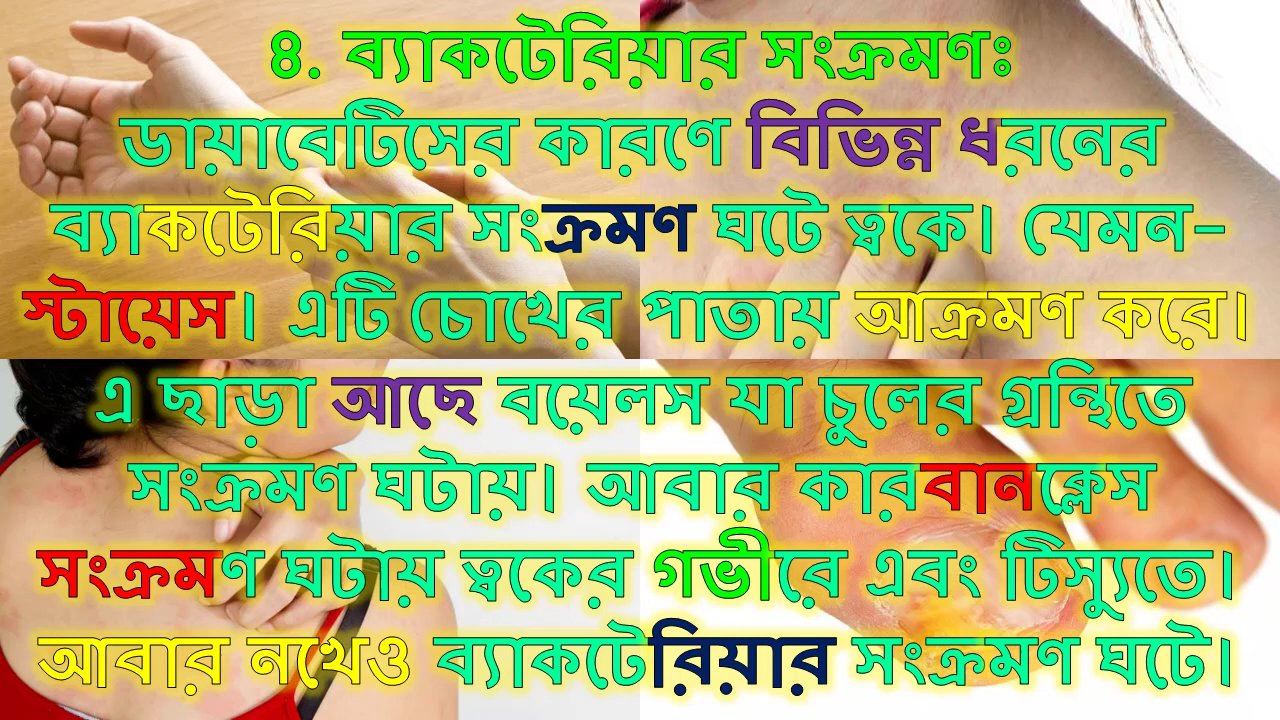 ৪. ব্যাকটেরিয়ার সংক্রমণঃ
ডায়াবেটিসের কারণে বিভিন্ন ধরনের
ব্যাকটেরিয়ার সংক্রমণ ঘটে ত্বকে। যেমন–
স্টায়েস। এটি চোখের পাতায় আক্রমণ করে।
এ ছাড়া আছে বয়েলস যা চুলের গ্রন্থিতে
সংক্রমণ ঘটায়। আবার কারবানক্লেস
সংক্রমণ ঘটায় ত্বকের গভীরে এবং টিস্যুতে।
আবার নখেও ব্যাকটেরিয়ার সংক্রমণ ঘটে।